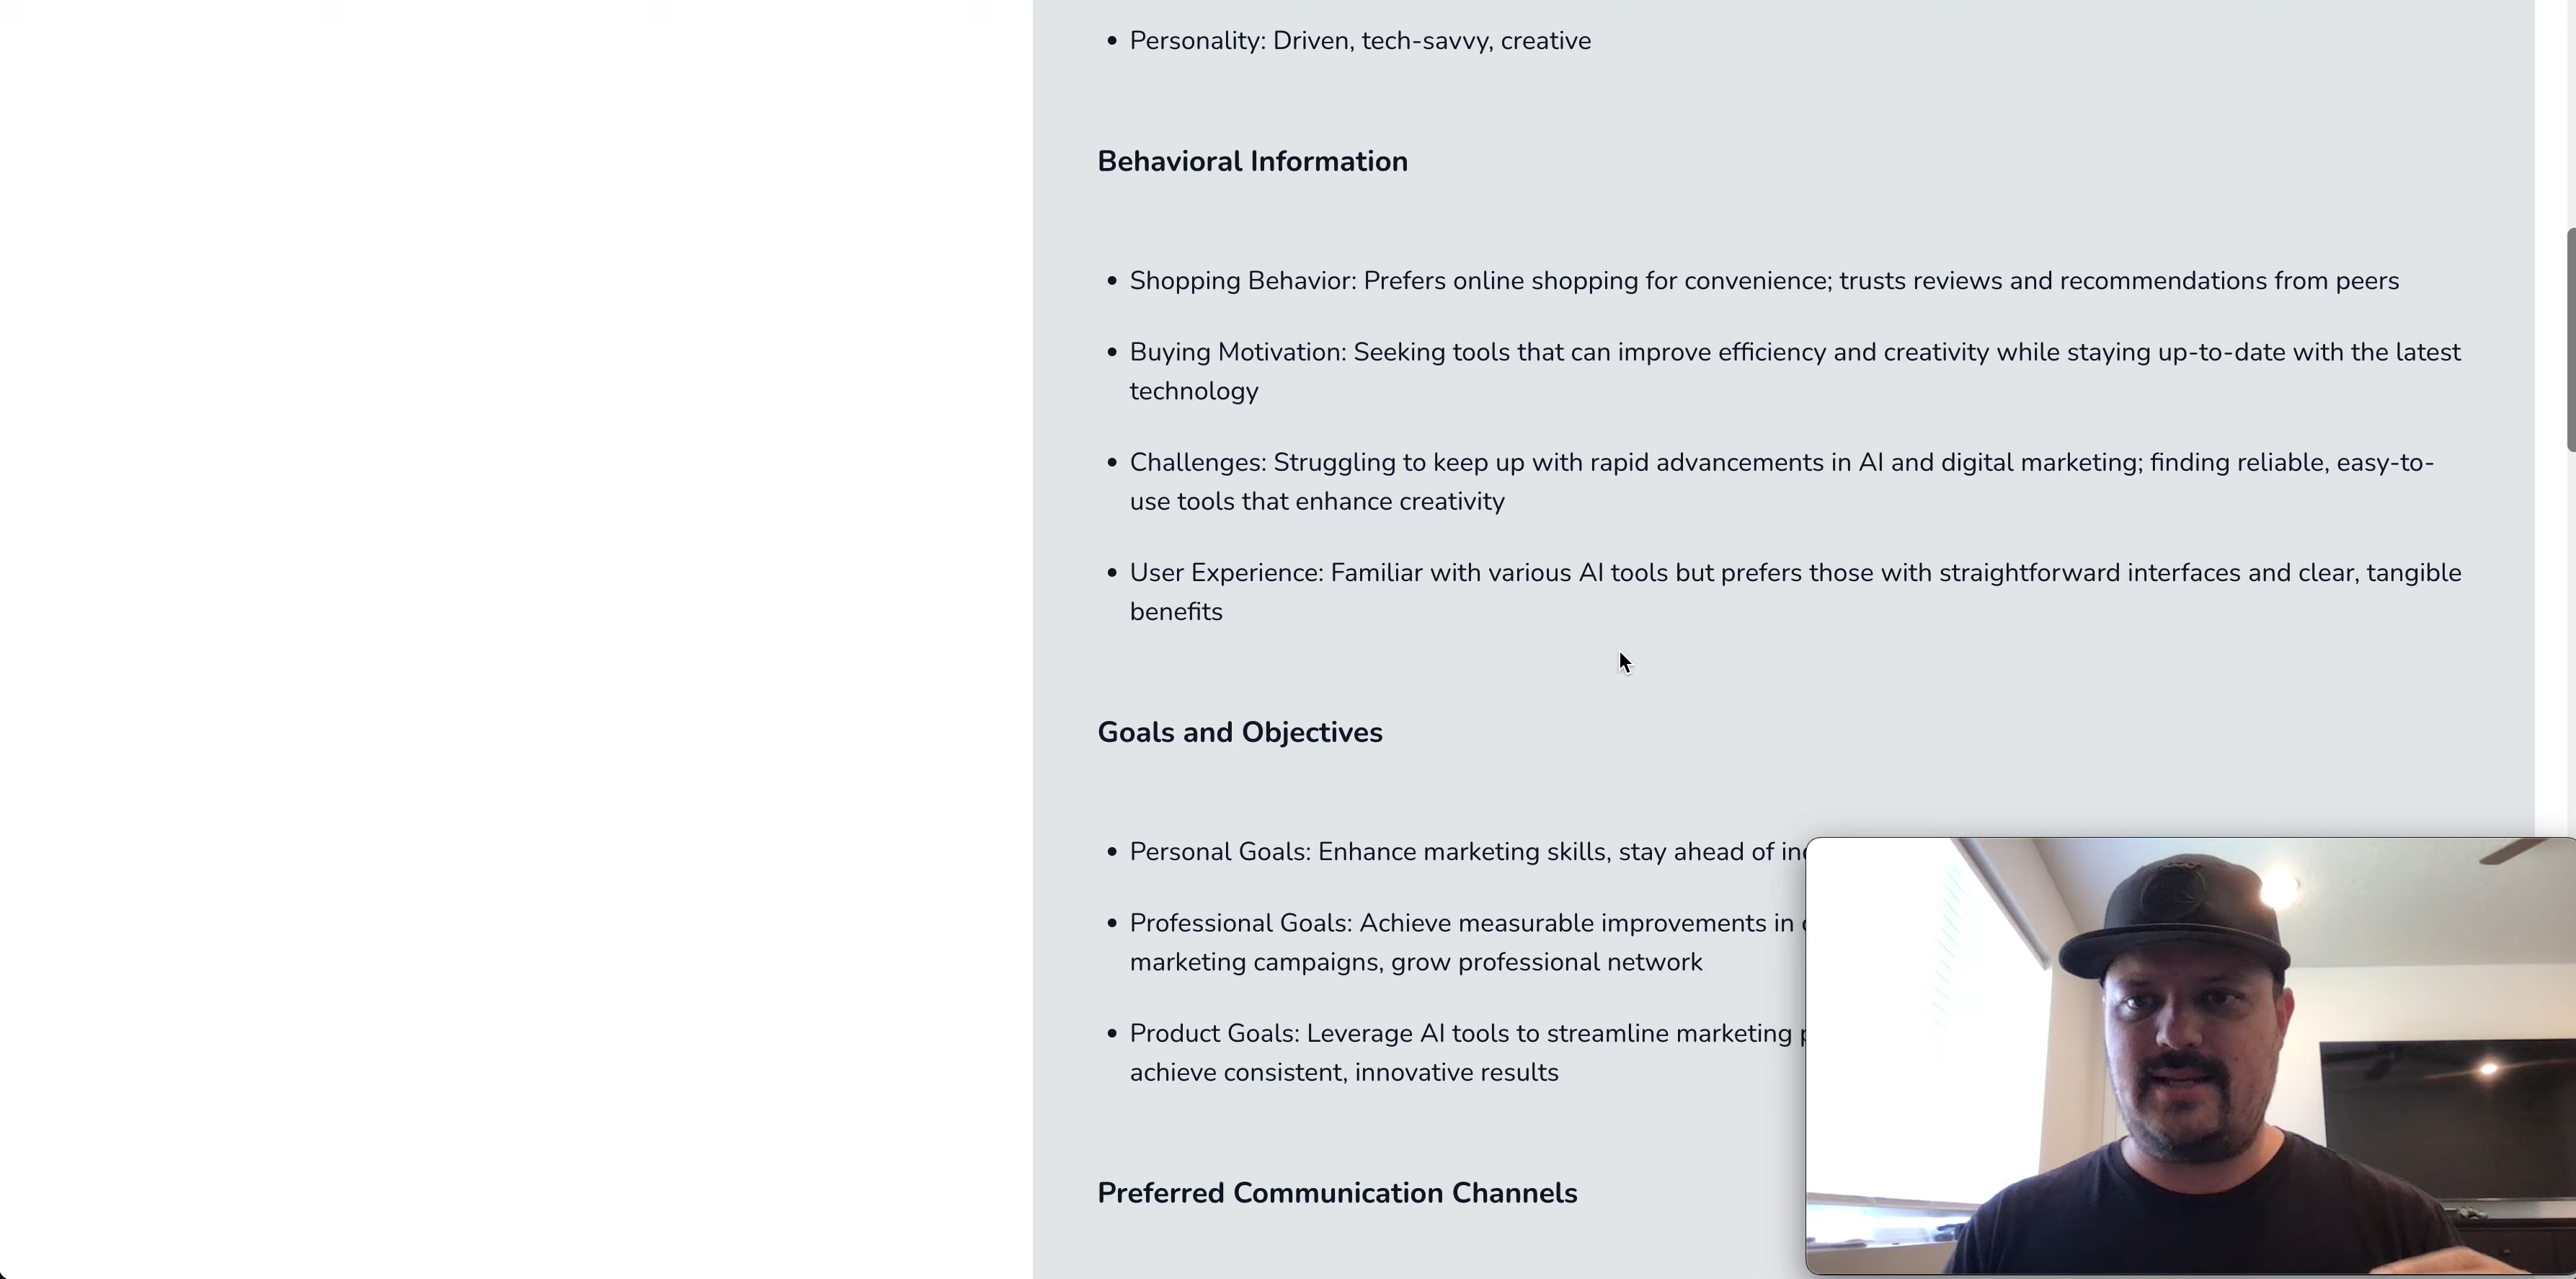 Personality: Driven, tech-savvy, creative
Behavioral Information
Shopping Behavior: Prefers online shopping for convenience; trusts reviews and recommendations from peers
Buying Motivation: Seeking tools that can improve efficiency and creativity while staying up-to-date with the latest
technology
Challenges: Struggling to keep up with rapid advancements in AI and digital marketing; finding reliable, easy-to-
use tools that enhance creativity
User Experience: Familiar with various AI tools but prefers those with straightforward interfaces and clear, tangible
benefits
Goals and Objectives
Personal Goals: Enhance marketing skills, stay ahead of
Professional Goals: Achieve measurable improvements in
marketing campaigns, grow professional network
Product Goals: Leverage AI tools to streamline marketing
achieve consistent, innovative results
Preferred Communication Channels